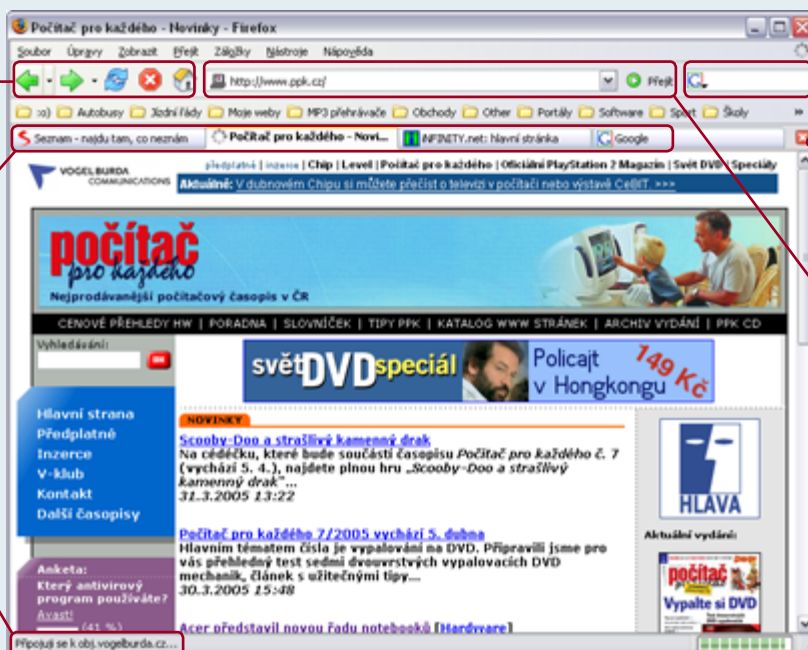 Počítač pro každého - Novinky - Firefox
Soubor Úpravy Zobrazit Přejít Záložky Nástroje Nápověda
http://www.ppk.cz/ Přejít
:o) Autobusy Jízdní řády Moje weby MP3 přehrávače Obchody Other Portály Software Sport Školy »
Seznam - najdu tam, co neznám Počítač pro každého - Novi... iNFiNITY.net: hlavní stránka Google
VOGEL BURDA
COMMUNICATIONS
předplatné | inzerce | Chip | Level | Počítač pro každého | Oficiální PlayStation 2 Magazín | Svět DVD | Speciály
Aktuálně: V dubnovém Chipu si můžete přečíst o televizi v počítači nebo výstavě CeBIT. >>>
počítač
pro každého
Nejprodávanější počítačový časopis v ČR
CENOVÉ PŘEHLEDY HW | PORADNA | SLOVNÍČEK | TIPY PPK | KATALOG WWW STRÁNEK | ARCHIV VYDÁNÍ | PPK CD
Vyhledávání:
světDVDspeciál
Policajt
v Hongkongu
149 Kč
Hlavní strana
Předplatné
Inzerce
V-klub
Kontakt
Další časopisy
NOVINKY
Scooby-Doo a strašlivý kamenný drak
Na cédéčku, které bude součástí časopisu Počítač pro každého č. 7
(vychází 5. 4.), najdete plnou hru „Scooby-Doo a strašlivý
kamenný drak"...
31.3.2005 13:22
Počítač pro každého 7/2005 vychází 5. dubna
Hlavním tématem čísla je vypalování na DVD. Připravili jsme pro
vás přehledný test sedmi dvouvrstvých vypalovacích DVD
mechanik, článek s užitečnými tipy...
30.3.2005 15:48
Acer představil novou řadu notebooků [Hardware]
HLAVA
Aktuální vydání:
počítač
Vypalte si DVD
Anketa:
Který antivirový
program používáte?
Avast!
(41 %)
Připojuji se k obj.vogelburda.cz...